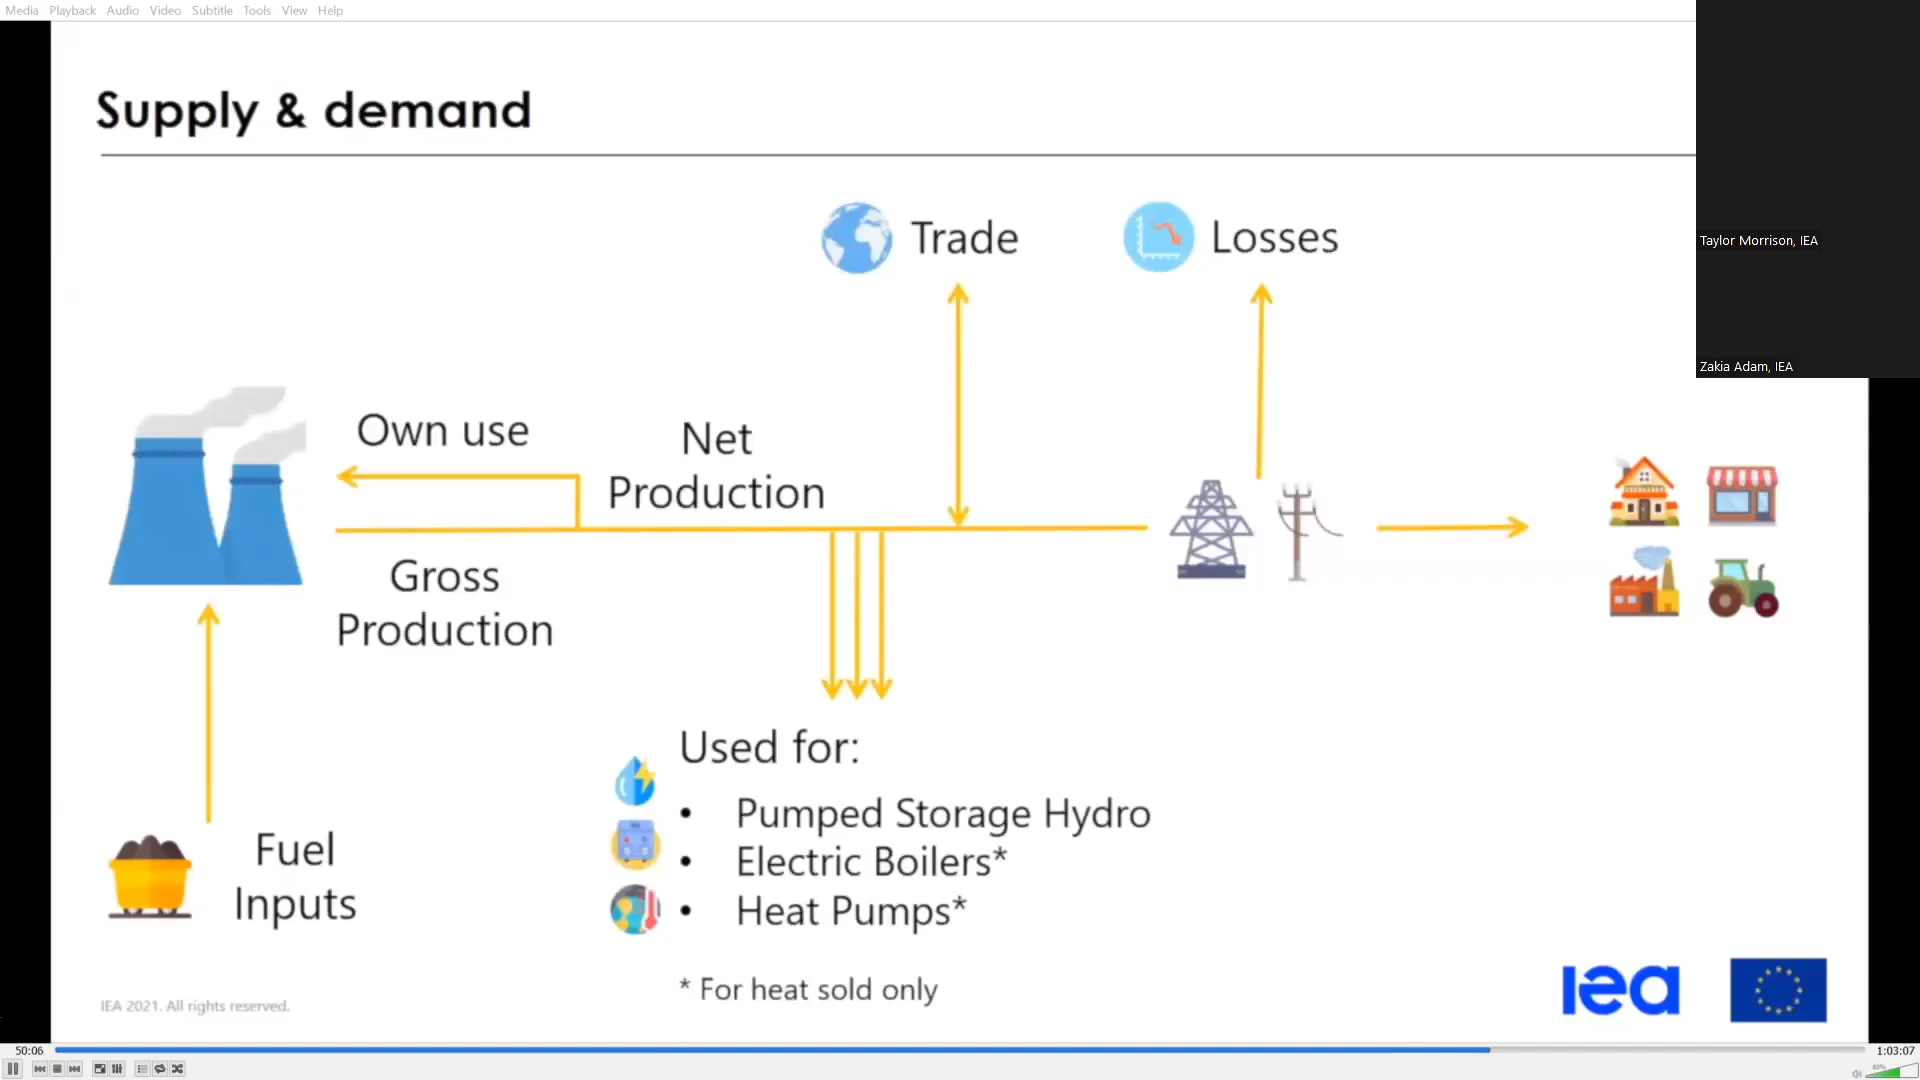 Media Playback Audio Video Subtitle Tools View Help
Supply & demand
Trade
Losses
Taylor Morrison, IEA
Zakia Adam, IEA
Own use
Net
Production
Gross
Production
Fuel
Inputs
Used for:
• Pumped Storage Hydro
• Electric Boilers*
• Heat Pumps*
* For heat sold only
IEA 2021. All rights reserved.
iea
50:06
1:03:07
80%